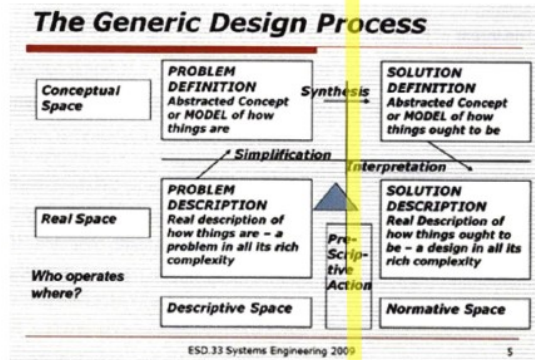 The Generic Design Process
Conceptual
Space
PROBLEM
DEFINITION
Abstracted Concept
or MODEL of how
things are
Synthesis
SOLUTION
DEFINITION
Abstracted Concept
or MODEL of how
things ought to be
Simplification
Interpretation
Real Space
PROBLEM
DESCRIPTION
Real description of
how things are – a
problem in all its rich
complexity
Pre-
Scrip-
tive
Action
SOLUTION
DESCRIPTION
Real Description of
how things ought to
be – a design in all its
rich complexity
Who operates
where?
Descriptive Space
Normative Space
ESD.33 Systems Engineering 2009
5